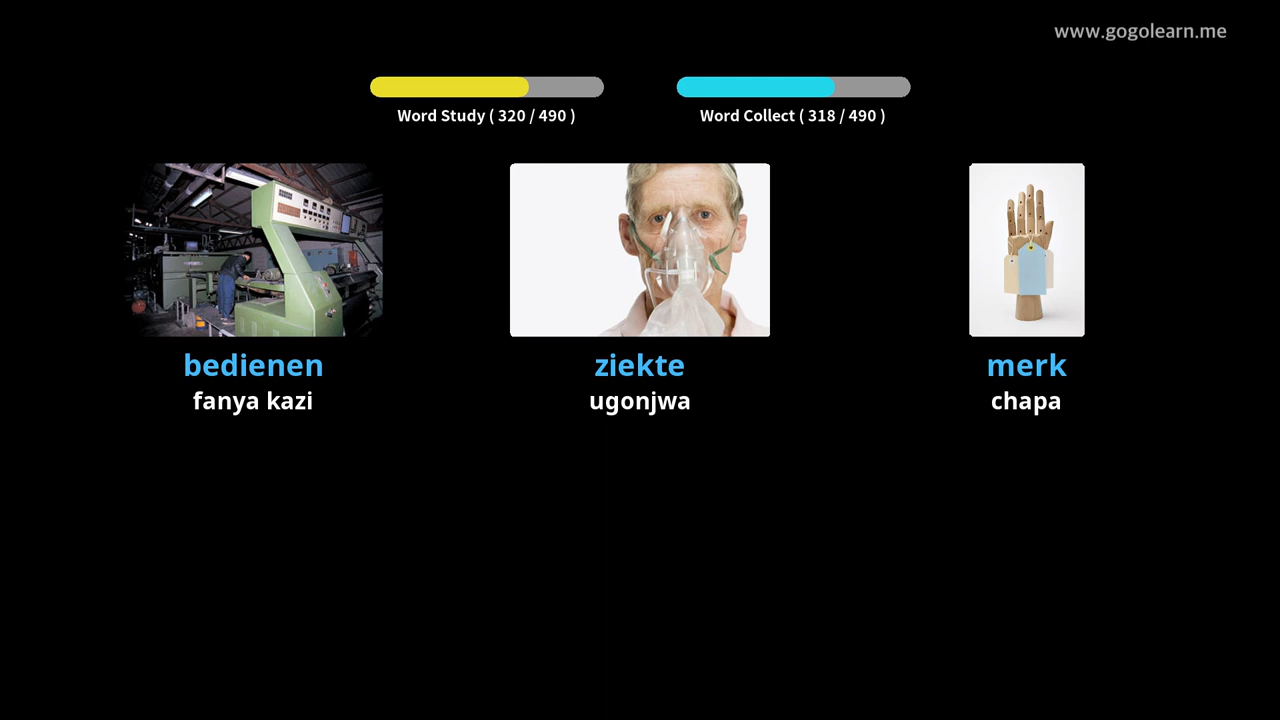 www.gogolearn.me
Word Study ( 320 / 490 )
Word Collect ( 318 / 490 )
bedienen
fanya kazi
ziekte
ugonjwa
merk
chapa